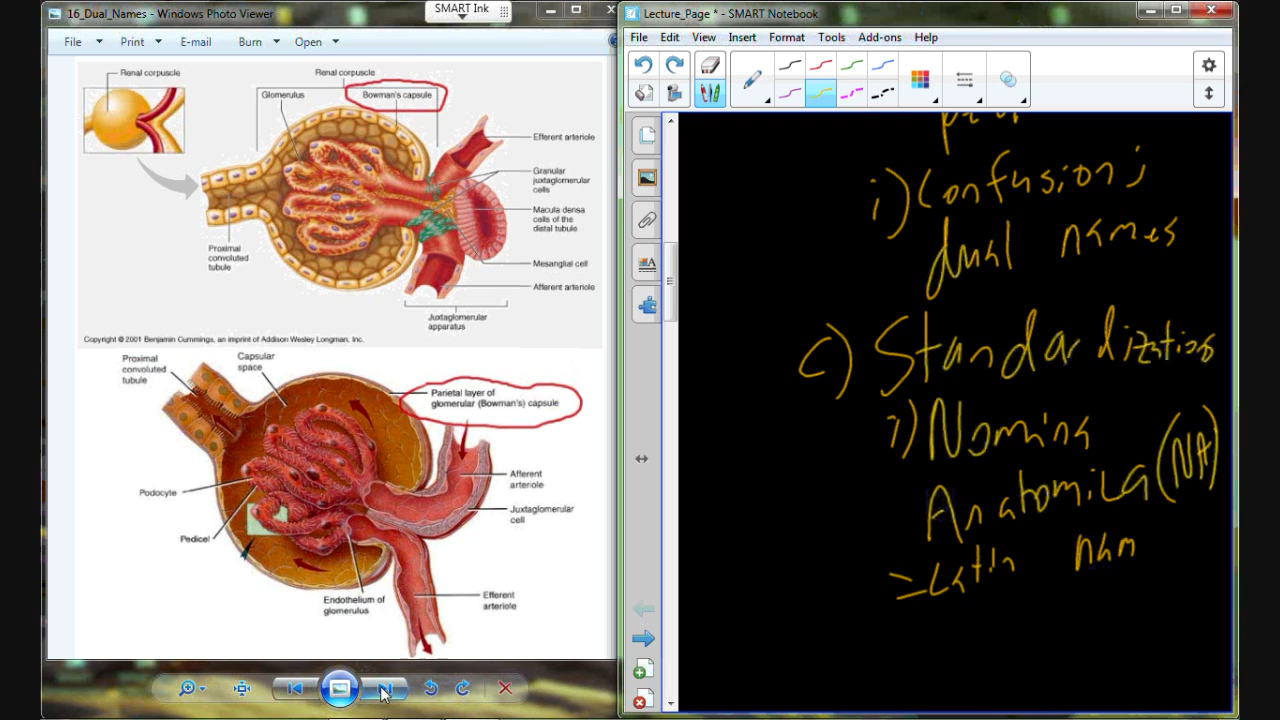 16_Dual_Names - Windows Photo Viewer
SMART Ink
File Print E-mail Burn Open
Renal corpuscle
Renal corpuscle
Glomerulus
Bowman's capsule
Efferent arteriole
Granular
juxtaglomerular
cells
Macula densa
cells of the
distal tubule
Mesanglial cell
Afferent arteriole
Proximal
convoluted
tubule
Juxtaglomerular
apparatus
Copyright © 2001 Benjamin Cummings, an imprint of Addison Wesley Longman, Inc.
Proximal
convoluted
tubule
Capsular
space
Parietal layer of
glomerular (Bowman's) capsule
Afferent
arteriole
Podocyte
Juxtaglomerular
cell
Pedicel
Endothelium of
glomerulus
Efferent
arteriole
Lecture_Page * - SMART Notebook
File Edit View Insert Format Tools Add-ons Help
i) Confusion;
dual names
c) Standardization
i) Nomina
Anatomica (NA)
= Latin nam